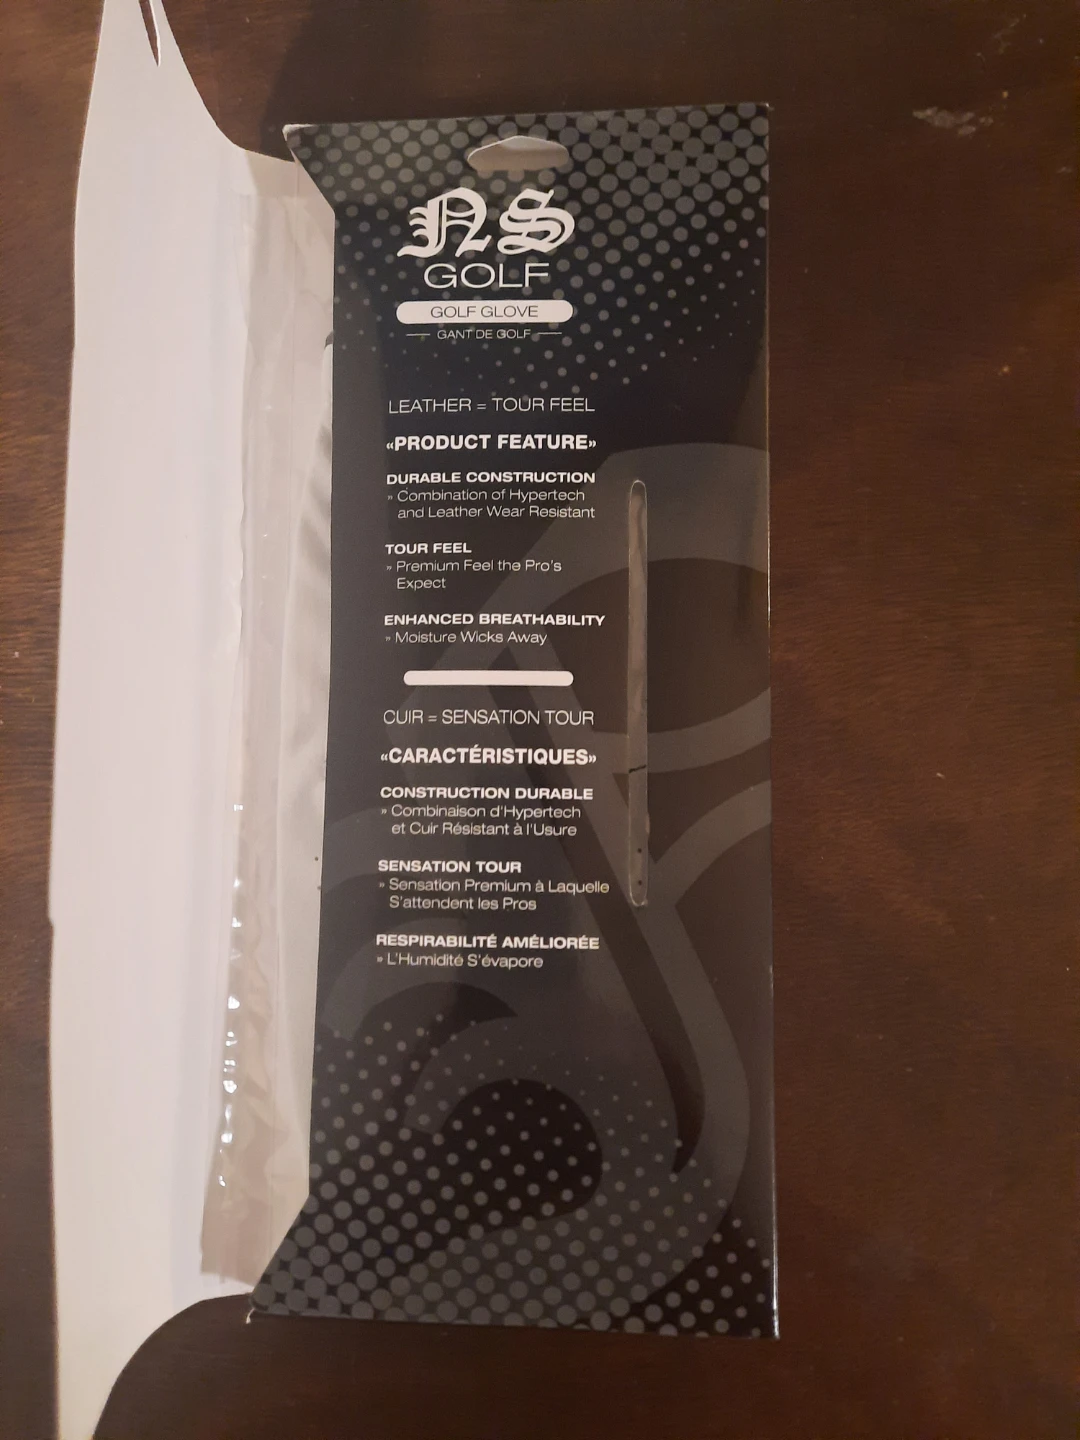 NS
GOLF
GOLF GLOVE
GANT DE GOLF
LEATHER = TOUR FEEL
«PRODUCT FEATURE»
DURABLE CONSTRUCTION
» Combination of Hypertech
and Leather Wear Resistant
TOUR FEEL
» Premium Feel the Pro's
Expect
ENHANCED BREATHABILITY
» Moisture Wicks Away
CUIR = SENSATION TOUR
«CARACTÉRISTIQUES»
CONSTRUCTION DURABLE
» Combinaison d'Hypertech
et Cuir Résistant à l'Usure
SENSATION TOUR
» Sensation Premium à Laquelle
S'attendent les Pros
RESPIRABILITÉ AMÉLIORÉE
» L'Humidité S'évapore